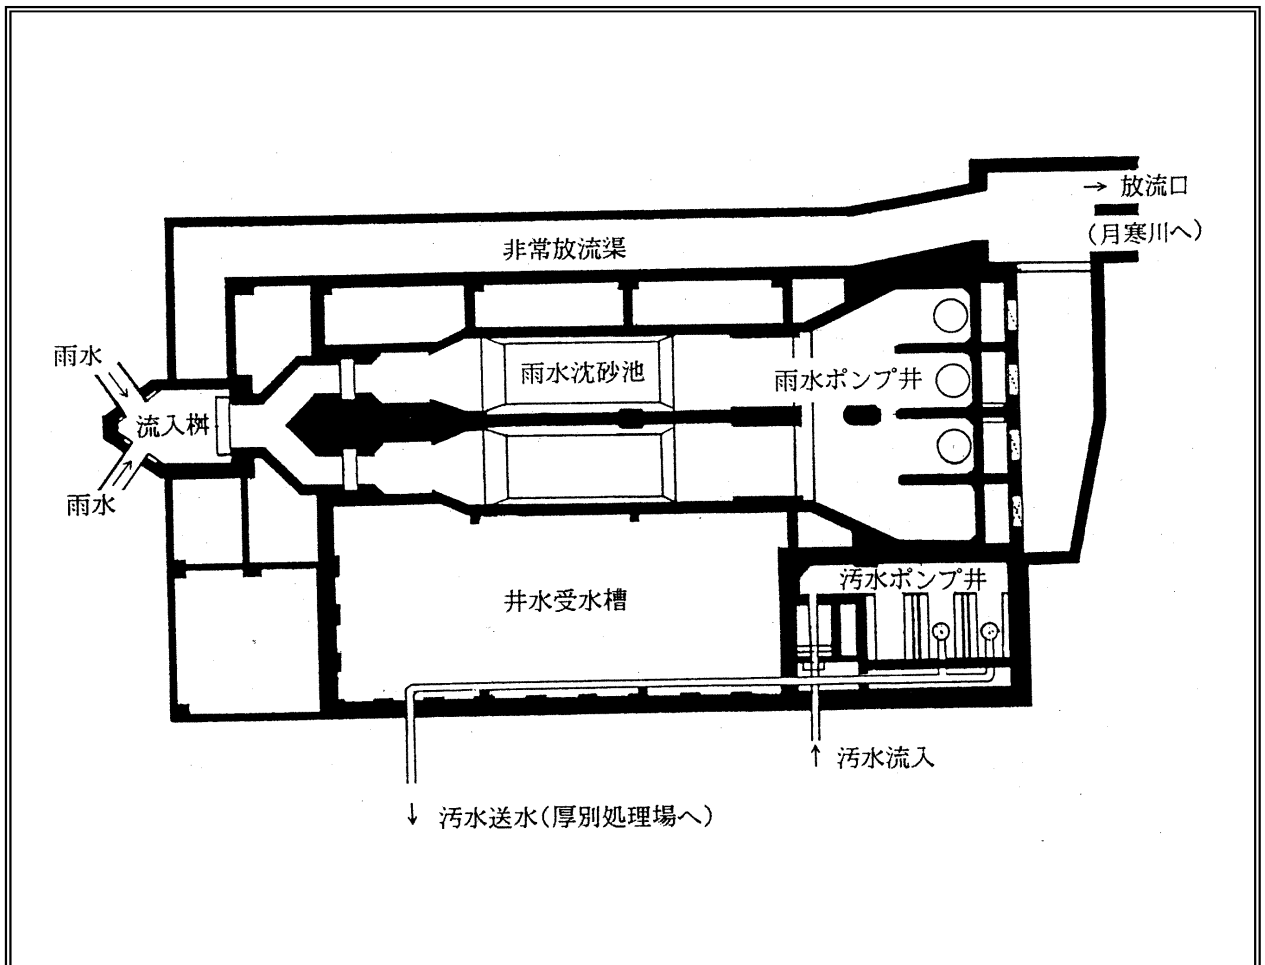 → 放流口
(月寒川へ)
非常放流渠
雨水
雨水沈砂池
雨水ポンプ井
流入桝
雨水
汚水ポンプ井
井水受水槽
↑ 汚水流入
↓ 汚水送水(厚別処理場へ)